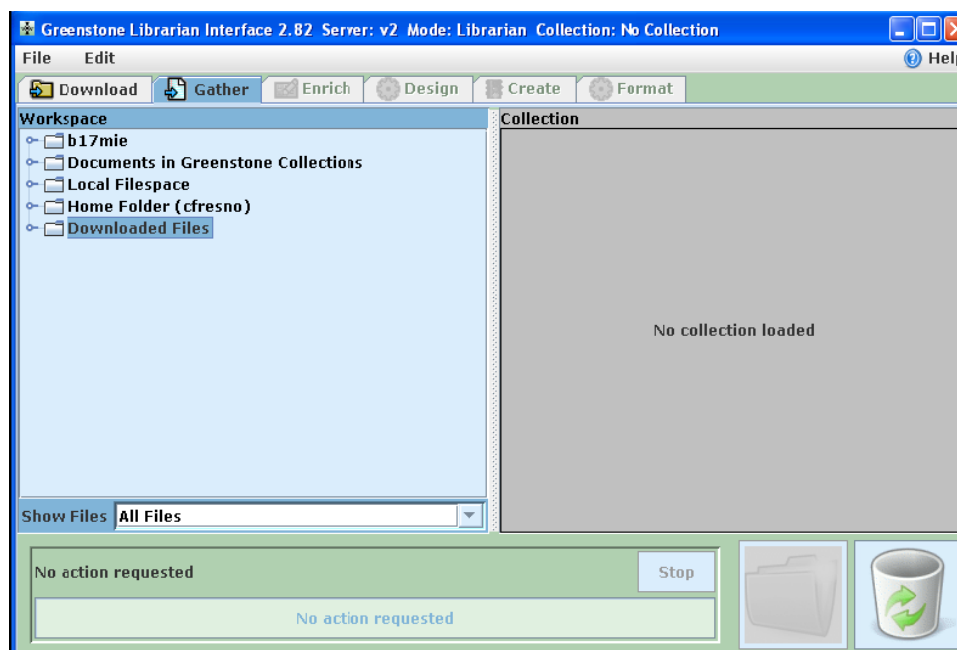 Greenstone Librarian Interface 2.82 Server: v2 Mode: Librarian Collection: No Collection
File Edit Help
Download Gather Enrich Design Create Format
Workspace
b17mie
Documents in Greenstone Collections
Local Filespace
Home Folder (cfresno)
Downloaded Files
Show Files All Files
Collection
No collection loaded
No action requested
Stop
No action requested